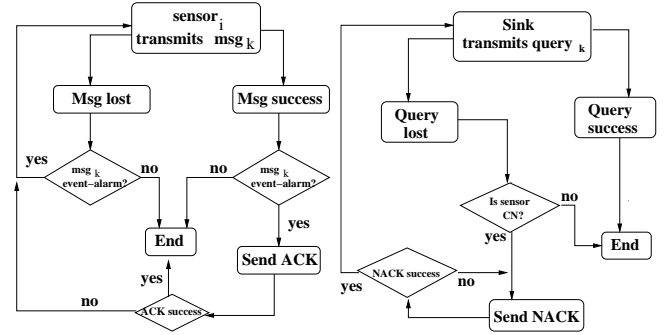 sensor i
transmits msg k
Msg lost
Msg success
yes
msg k
event-alarm?
no
no
msg k
event-alarm?
yes
End
Send ACK
yes
no
ACK success
Sink
transmits query k
Query
lost
Query
success
Is sensor
CN?
no
yes
End
NACK success
yes
no
Send NACK